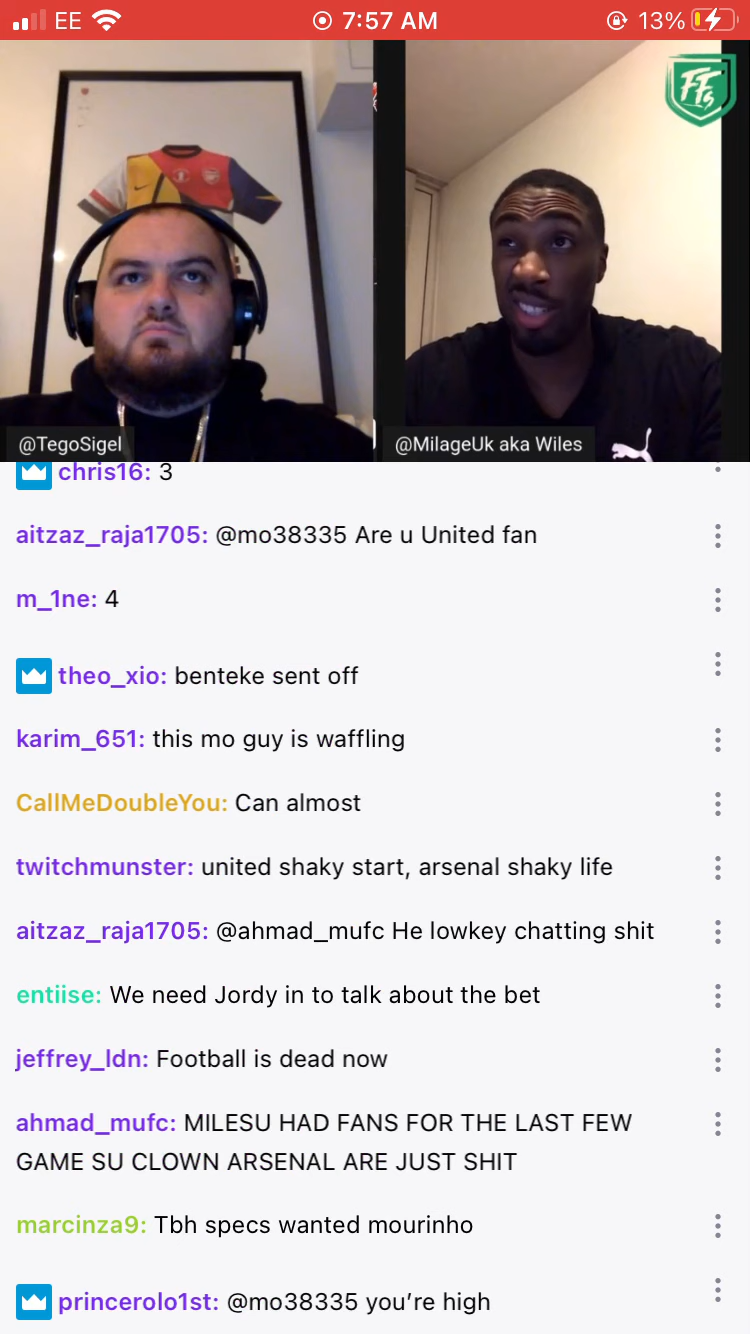 EE 7:57 AM 13%
FFs
@TegoSigel
@MilageUk aka Wiles
chris16: 3
aitzaz_raja1705: @mo38335 Are u United fan
m_1ne: 4
theo_xio: benteke sent off
karim_651: this mo guy is waffling
CallMeDoubleYou: Can almost
twitchmunster: united shaky start, arsenal shaky life
aitzaz_raja1705: @ahmad_mufc He lowkey chatting shit
entiise: We need Jordy in to talk about the bet
jeffrey_ldn: Football is dead now
ahmad_mufc: MILESU HAD FANS FOR THE LAST FEW
GAME SU CLOWN ARSENAL ARE JUST SHIT
marcinza9: Tbh specs wanted mourinho
princerolo1st: @mo38335 you’re high